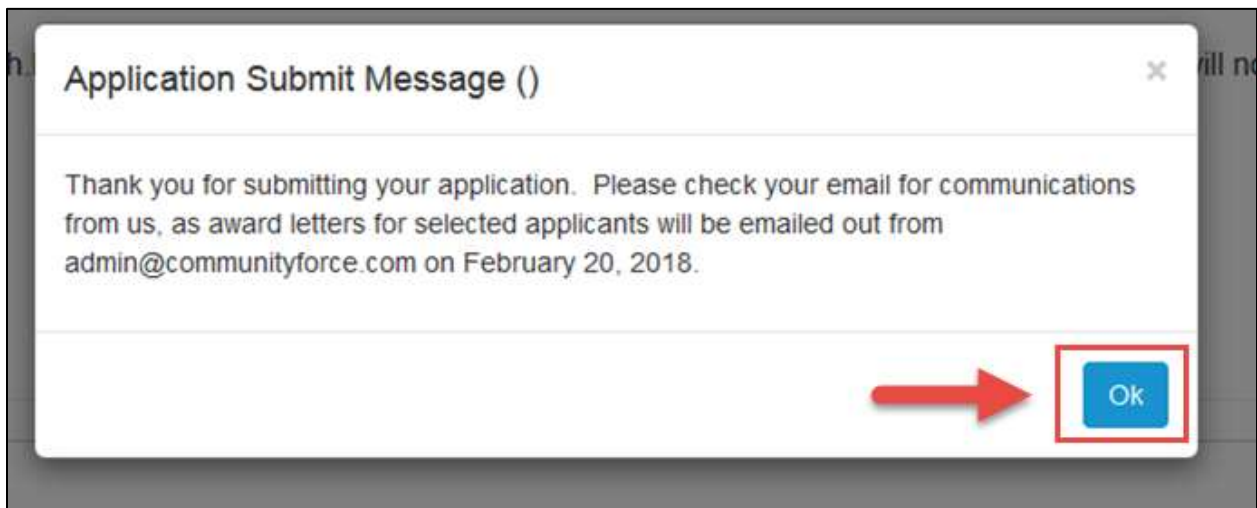 Application Submit Message ()
×
Thank you for submitting your application.  Please check your email for communications
from us, as award letters for selected applicants will be emailed out from
admin@communityforce.com on February 20, 2018.
Ok